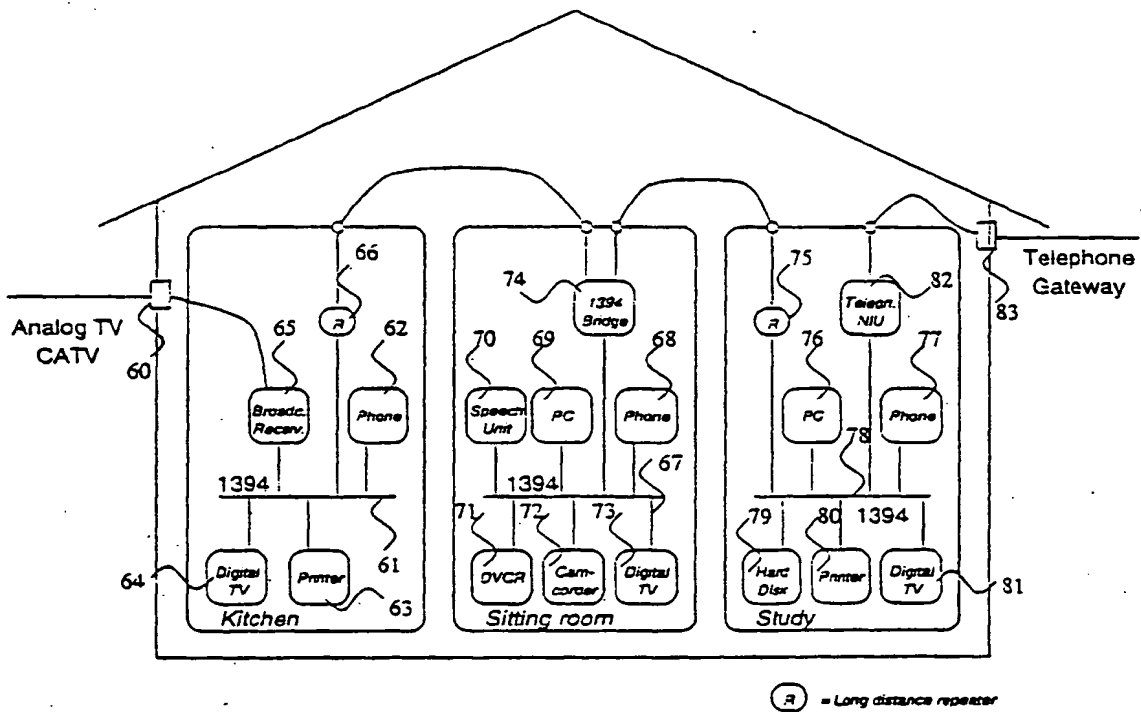 Analog TV
CATV
60
66
65
62
R
Broadc.
Receiv.
Phone
1394
61
64
Digital
TV
Printer
63
Kitchen
74
1394
Bridge
70
69
68
Speech
Unit
PC
Phone
67
1394
71
72
73
DVCR
Cam-
corder
Digital
TV
Sitting room
75
R
82
Telecn.
NIU
76
77
PC
Phone
78
79
80
1394
Hard
Disk
Printer
Digital
TV
81
Study
83
Telephone
Gateway
R = Long distance repeater